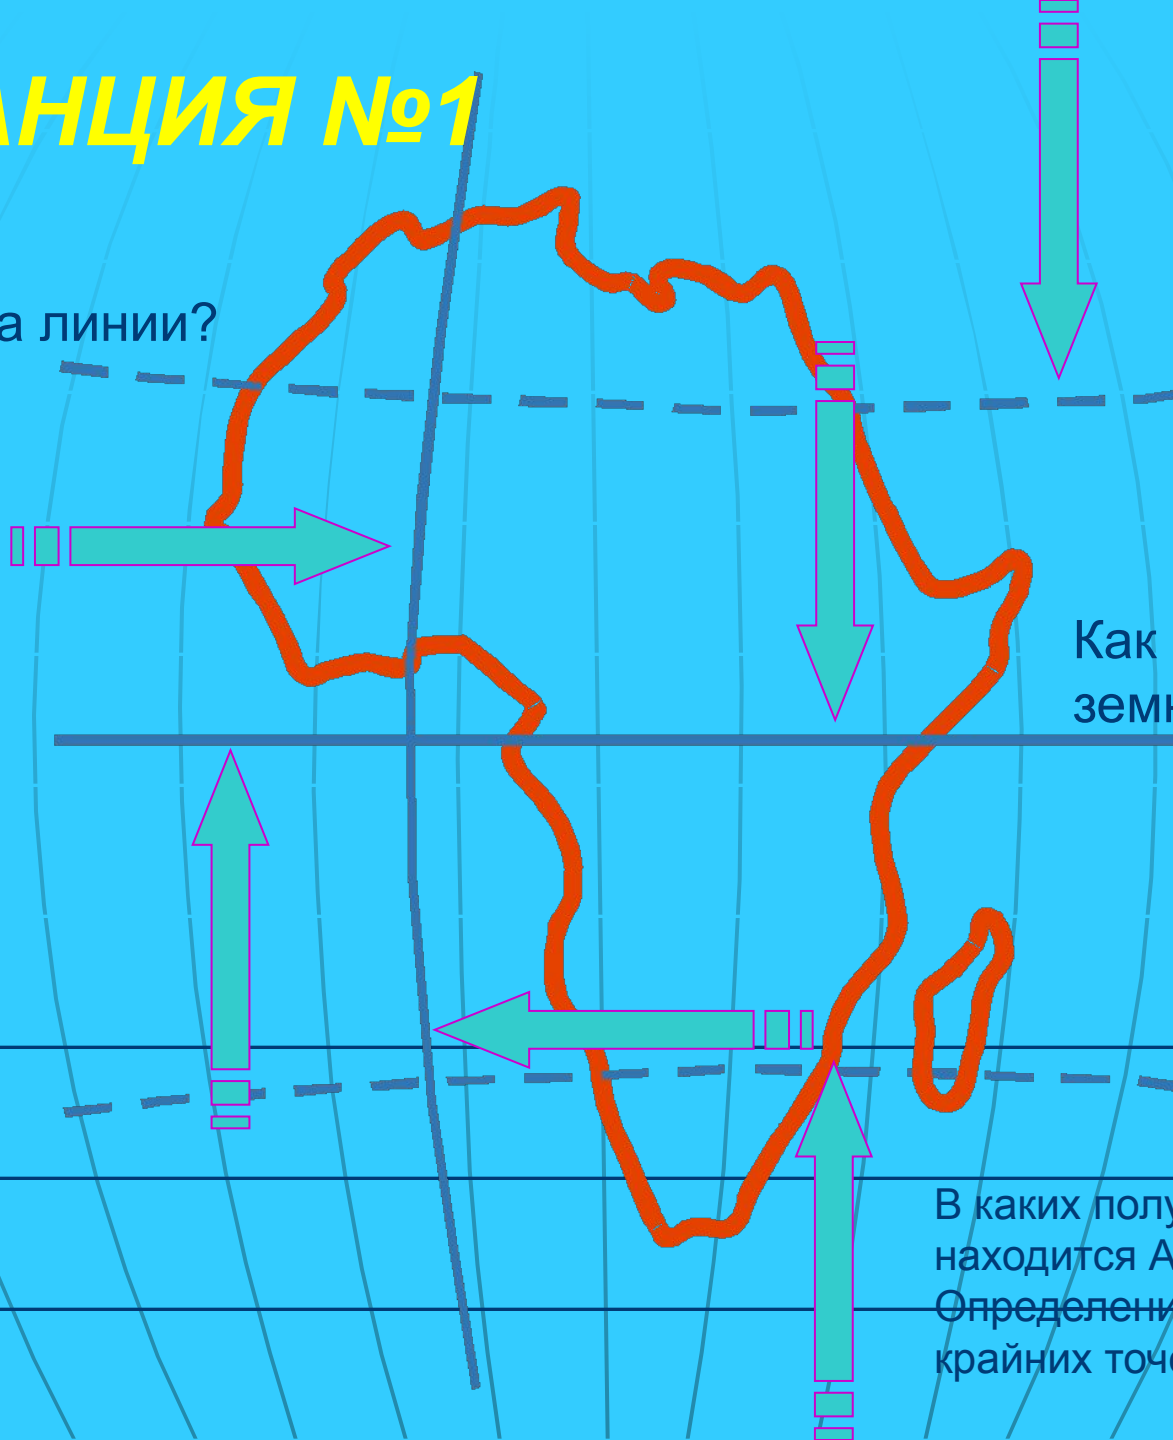 АНЦИЯ №1
а линии?
Как
земн
В каких полу
находится А
Определени
крайних точе